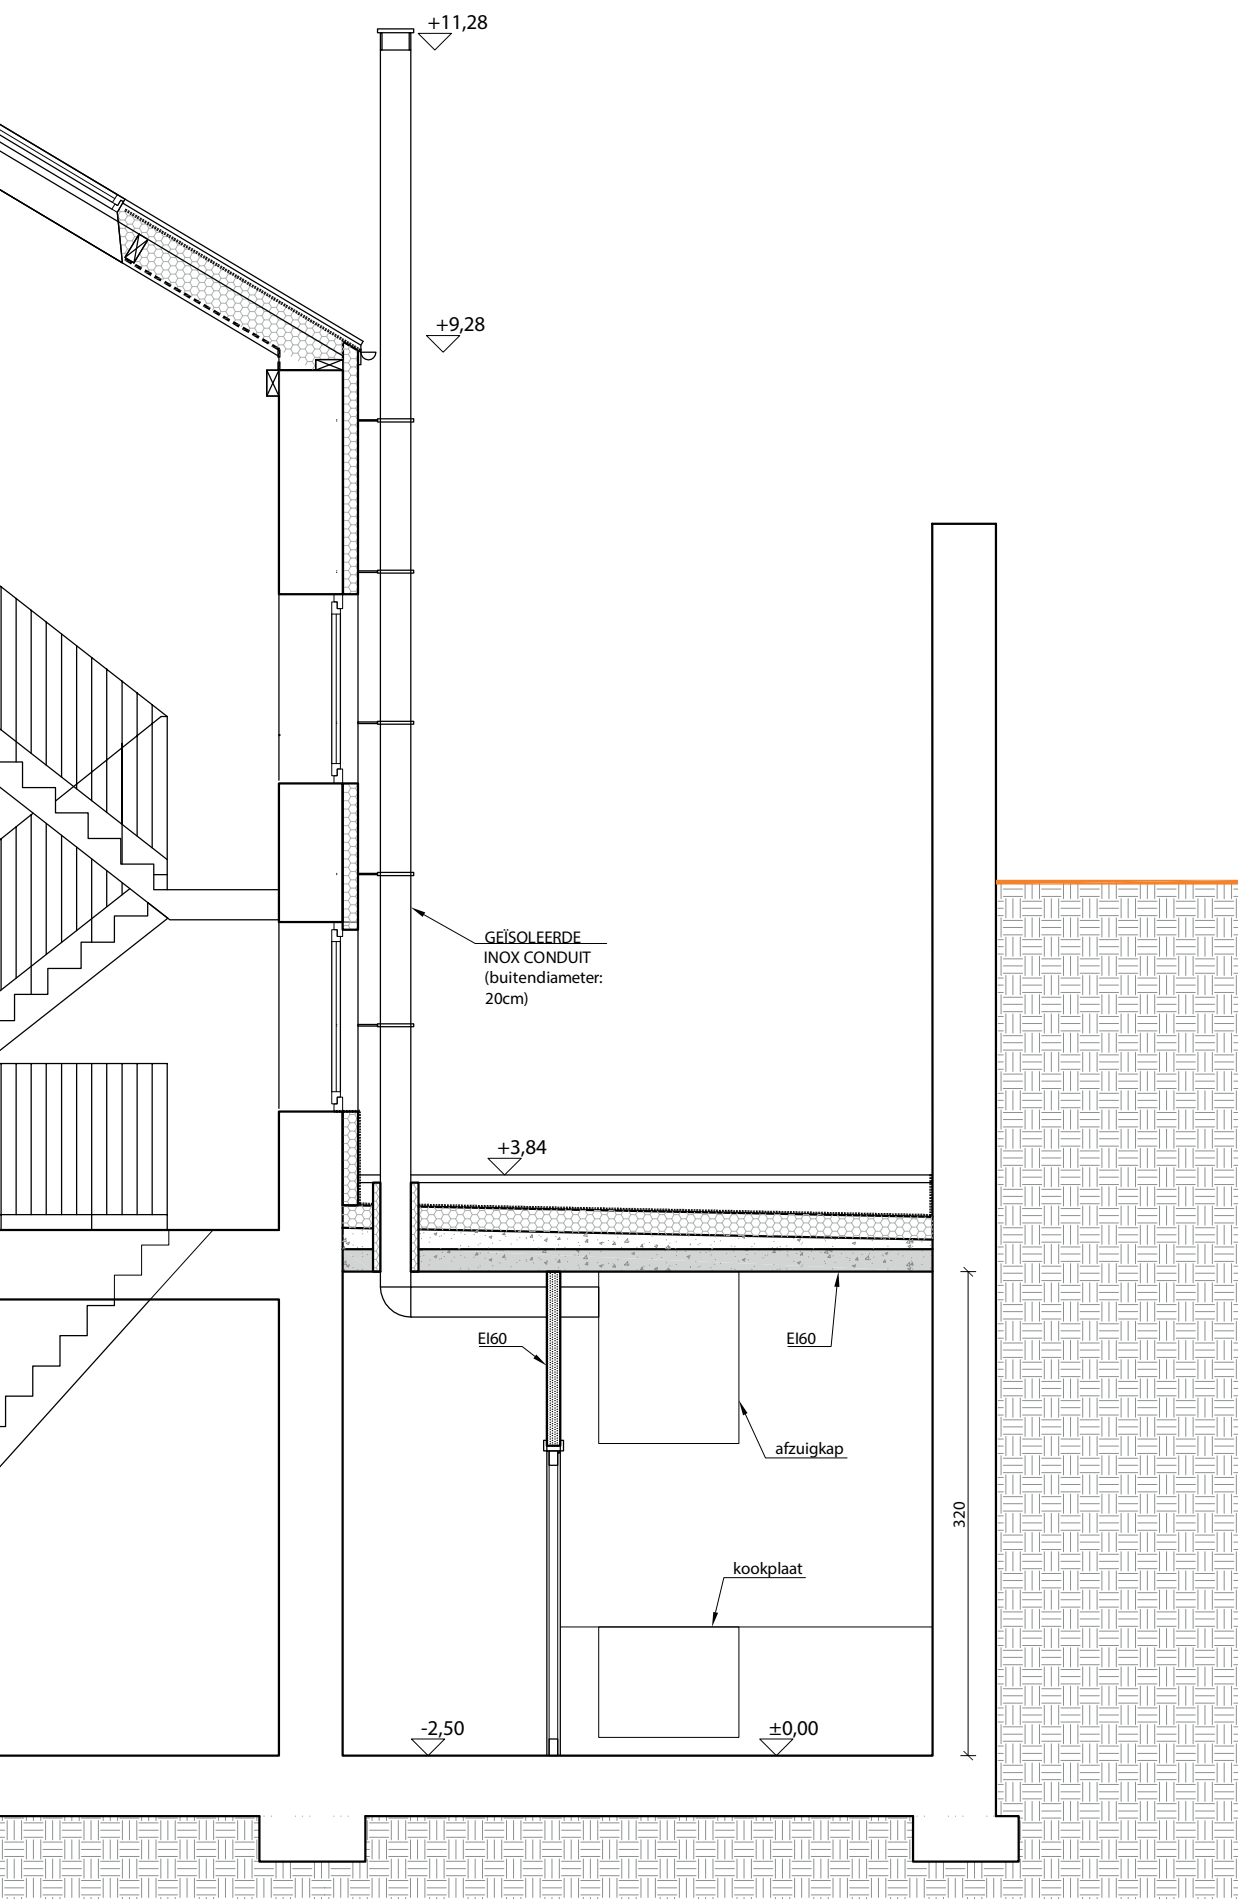 +11,28
+9,28
GEÏSOLEERDE
INOX CONDUIT
(buitendiameter:
20cm)
+3,84
EI60
EI60
afzuigkap
320
kookplaat
-2,50
±0,00